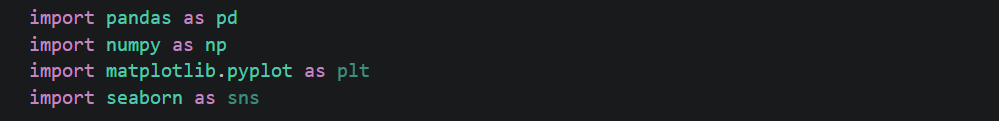 import pandas as pd
import numpy as np
import matplotlib.pyplot as plt
import seaborn as sns